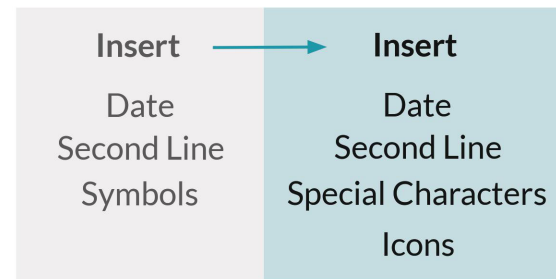 Insert
Date
Second Line
Symbols
Insert
Date
Second Line
Special Characters
Icons